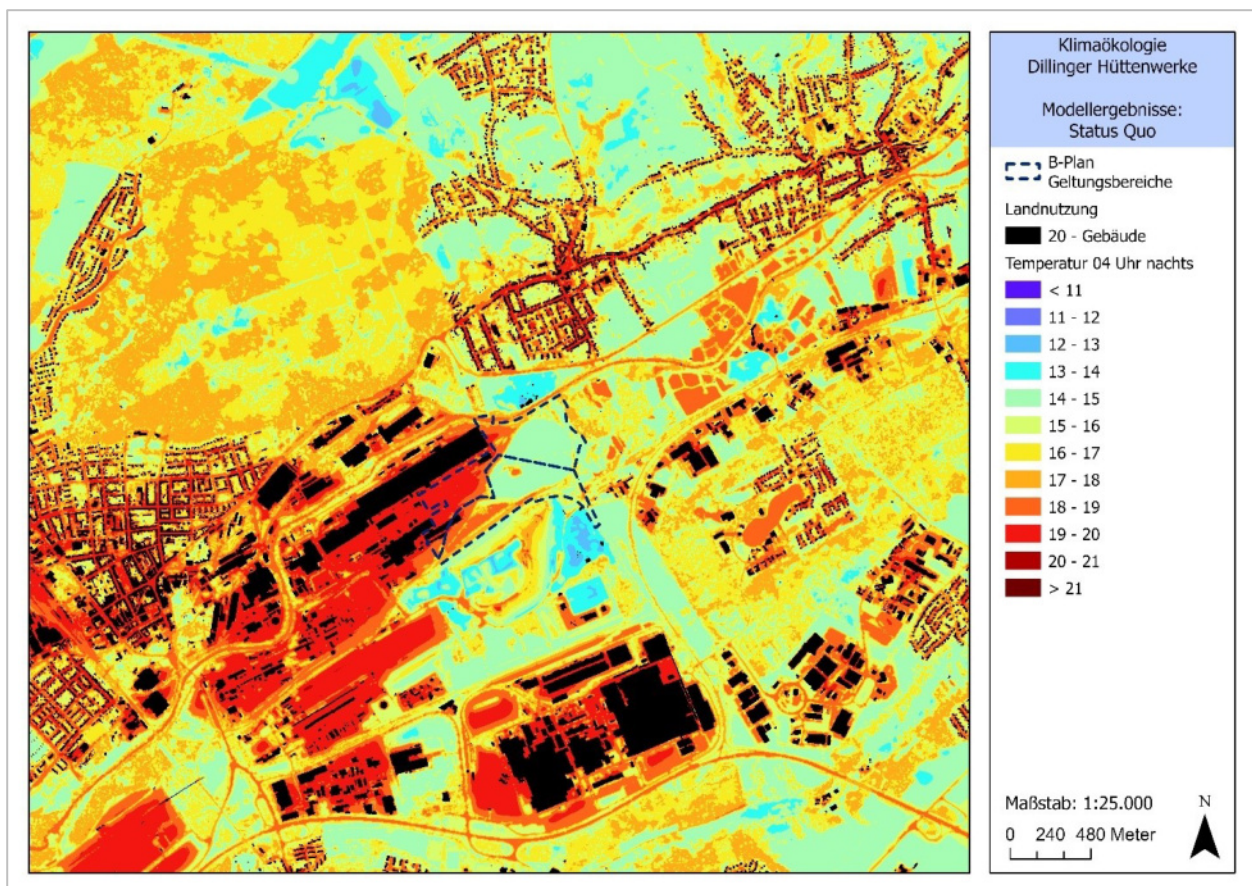 Klimaökologie
Dillinger Hüttenwerke
Modellergebnisse:
Status Quo
B-Plan
Geltungsbereiche
Landnutzung
20 - Gebäude
Temperatur 04 Uhr nachts
< 11
11 - 12
12 - 13
13 - 14
14 - 15
15 - 16
16 - 17
17 - 18
18 - 19
19 - 20
20 - 21
> 21
Maßstab: 1:25.000
N
0 240 480 Meter